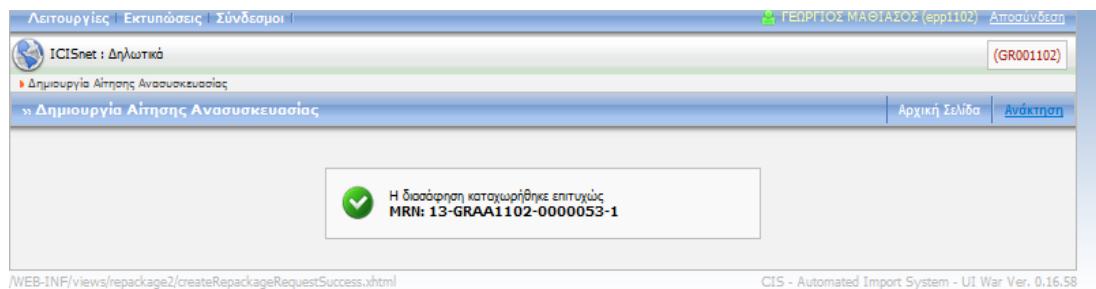 Λειτουργίες | Εκτυπώσεις | Σύνδεσμοι |
ΓΕΩΡΓΙΟΣ ΜΑΘΙΑΣΟΣ (epp1102) Αποσύνδεση
ICISnet : Δηλωτικά
(GR001102)
Δημιουργία Αίτησης Ανασυσκευασίας
» Δημιουργία Αίτησης Ανασυσκευασίας
Αρχική Σελίδα Ανάκτηση
Η διασάφηση καταχωρήθηκε επιτυχώς
MRN: 13-GRAA1102-0000053-1
/WEB-INF/views/repackage2/createRepackageRequestSuccess.xhtml
CIS - Automated Import System - UI War Ver. 0.16.58